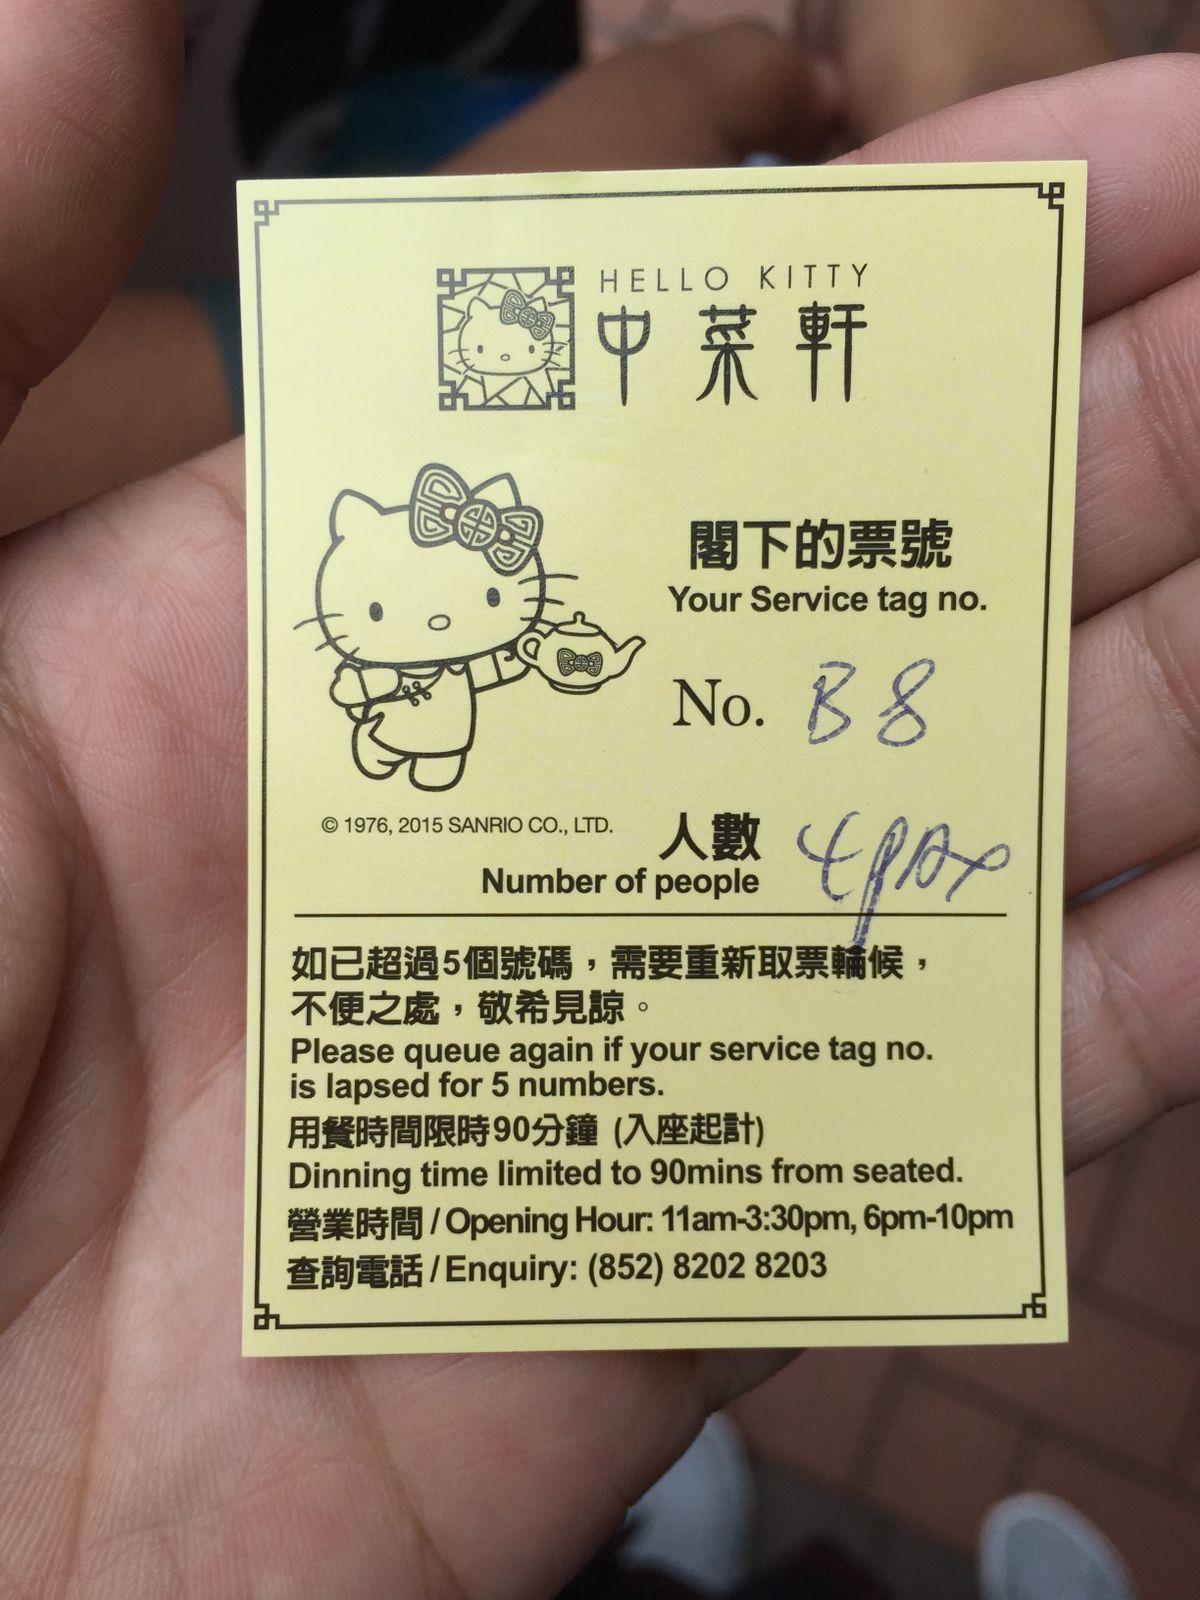 HELLO KITTY
中菜軒
閣下的票號
Your Service tag no.
No. B8
© 1976, 2015 SANRIO CO., LTD.
人數
Number of people 4pax
如已超過5個號碼，需要重新取票輪候，
不便之處，敬希見諒。
Please queue again if your service tag no.
is lapsed for 5 numbers.
用餐時間限時90分鐘 (入座起計)
Dinning time limited to 90mins from seated.
營業時間 / Opening Hour: 11am-3:30pm, 6pm-10pm
查詢電話 / Enquiry: (852) 8202 8203